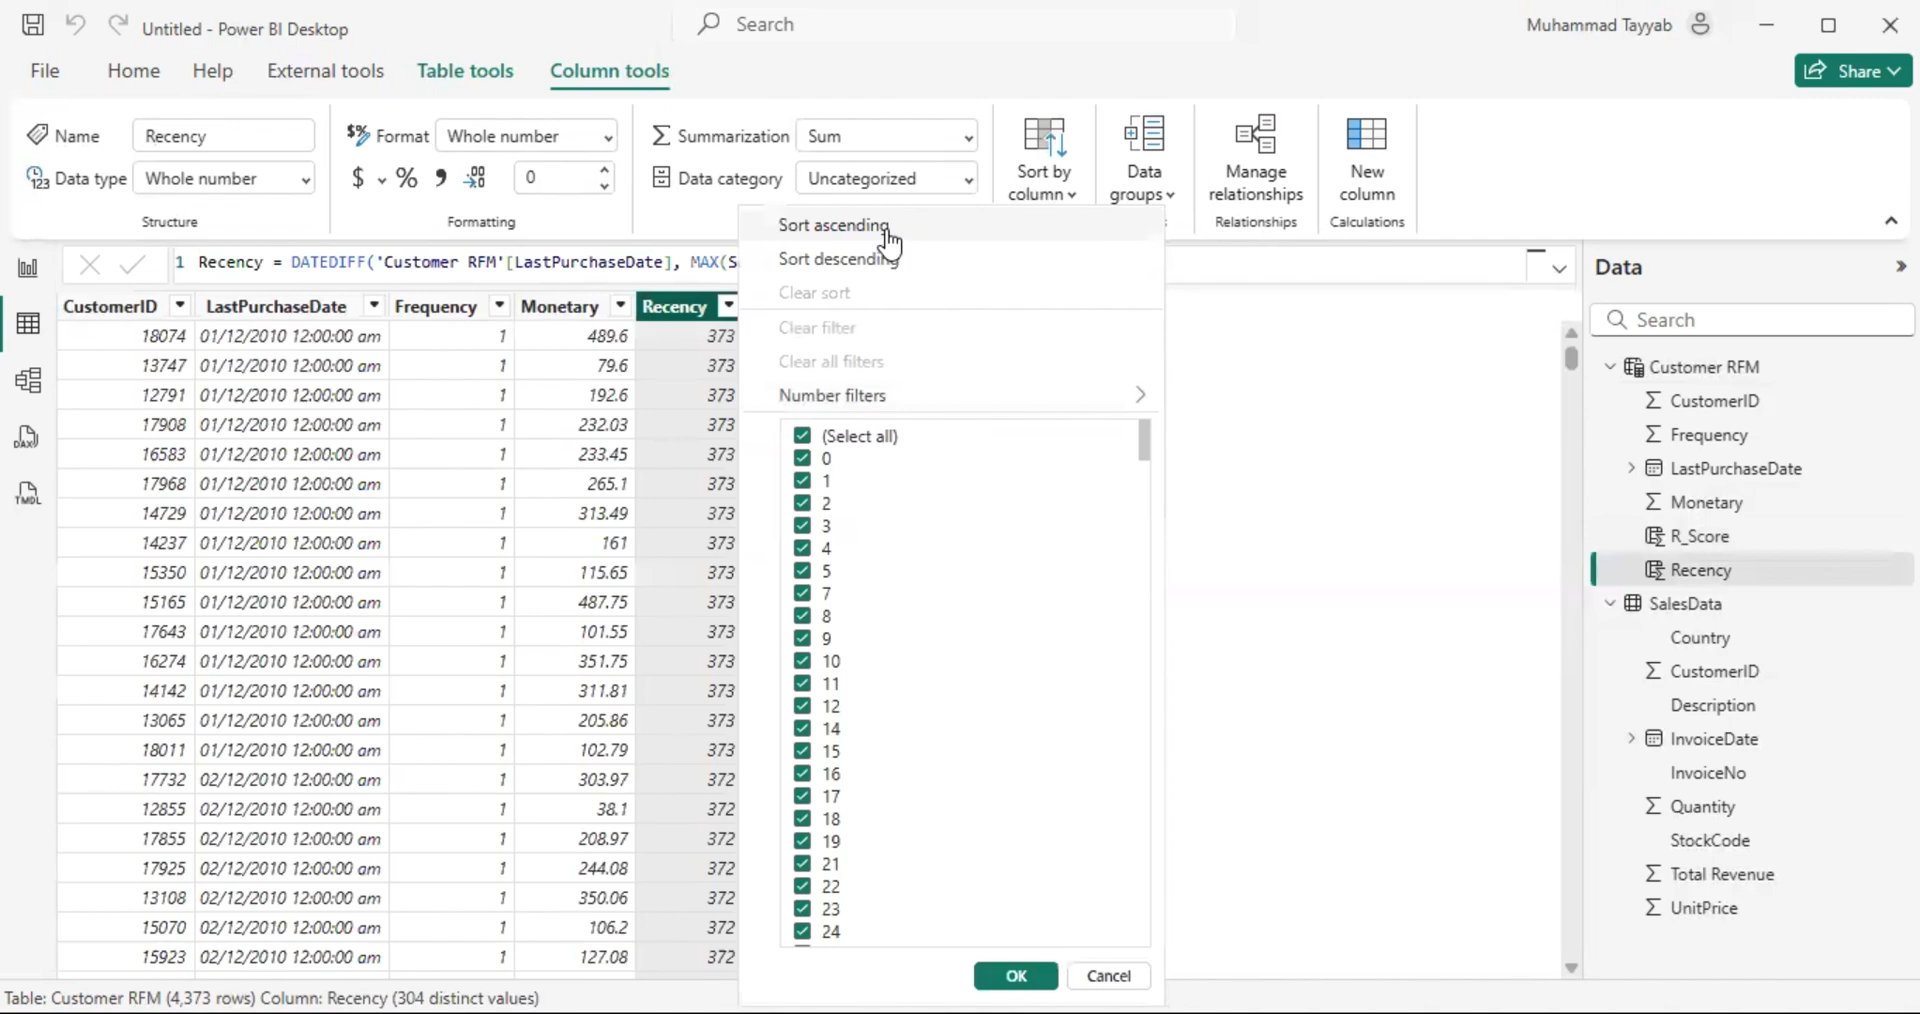 Untitled - Power BI Desktop
Search
Muhammad Tayyab
File Home Help External tools Table tools Column tools
Share
Name Recency
$% Format Whole number
Σ Summarization Sum
Data type Whole number
$ % , .00 0
Data category Uncategorized
Sort by column
Data groups
Manage relationships
New column
Structure
Formatting
Relationships
Calculations
1 Recency = DATEDIFF('Customer RFM'[LastPurchaseDate], MAX(S
CustomerID LastPurchaseDate Frequency Monetary Recency
18074 01/12/2010 12:00:00 am 1 489.6 373
13747 01/12/2010 12:00:00 am 1 79.6 373
12791 01/12/2010 12:00:00 am 1 192.6 373
17908 01/12/2010 12:00:00 am 1 232.03 373
16583 01/12/2010 12:00:00 am 1 233.45 373
17968 01/12/2010 12:00:00 am 1 265.1 373
14729 01/12/2010 12:00:00 am 1 313.49 373
14237 01/12/2010 12:00:00 am 1 161 373
15350 01/12/2010 12:00:00 am 1 115.65 373
15165 01/12/2010 12:00:00 am 1 487.75 373
17643 01/12/2010 12:00:00 am 1 101.55 373
16274 01/12/2010 12:00:00 am 1 351.75 373
14142 01/12/2010 12:00:00 am 1 311.81 373
13065 01/12/2010 12:00:00 am 1 205.86 373
18011 01/12/2010 12:00:00 am 1 102.79 373
17732 02/12/2010 12:00:00 am 1 303.97 372
12855 02/12/2010 12:00:00 am 1 38.1 372
17855 02/12/2010 12:00:00 am 1 208.97 372
17925 02/12/2010 12:00:00 am 1 244.08 372
13108 02/12/2010 12:00:00 am 1 350.06 372
15070 02/12/2010 12:00:00 am 1 106.2 372
15923 02/12/2010 12:00:00 am 1 127.08 372
Sort ascending
Sort descending
Clear sort
Clear filter
Clear all filters
Number filters
(Select all)
0
1
2
3
4
5
7
8
9
10
11
12
14
15
16
17
18
19
21
22
23
24
OK
Cancel
Data
Search
Customer RFM
Σ CustomerID
Σ Frequency
LastPurchaseDate
Σ Monetary
R_Score
Recency
SalesData
Country
Σ CustomerID
Description
InvoiceDate
InvoiceNo
Σ Quantity
StockCode
Σ Total Revenue
Σ UnitPrice
DAX
TMDL
Table: Customer RFM (4,373 rows) Column: Recency (304 distinct values)